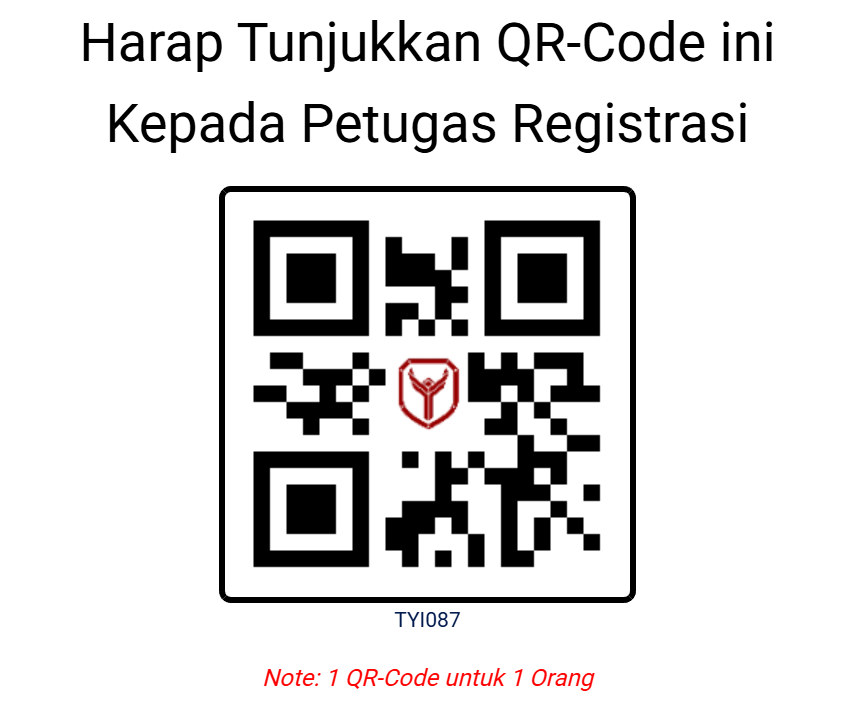 Harap Tunjukkan QR-Code ini
Kepada Petugas Registrasi
TYI087
Note: 1 QR-Code untuk 1 Orang